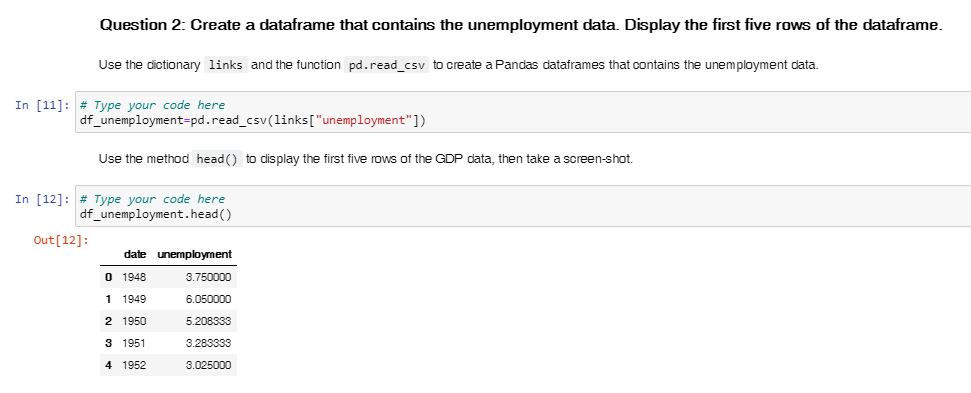 Question 2: Create a dataframe that contains the unemployment data. Display the first five rows of the dataframe.
Use the dictionary links and the function pd.read_csv to create a Pandas dataframes that contains the unemployment data.
In [11]: # Type your code here
df_unemployment=pd.read_csv(links["unemployment"])
Use the method head() to display the first five rows of the GDP data, then take a screen-shot.
In [12]: # Type your code here
df_unemployment.head()
Out[12]:
date unemployment
0 1948 3.750000
1 1949 6.050000
2 1950 5.208333
3 1951 3.283333
4 1952 3.025000